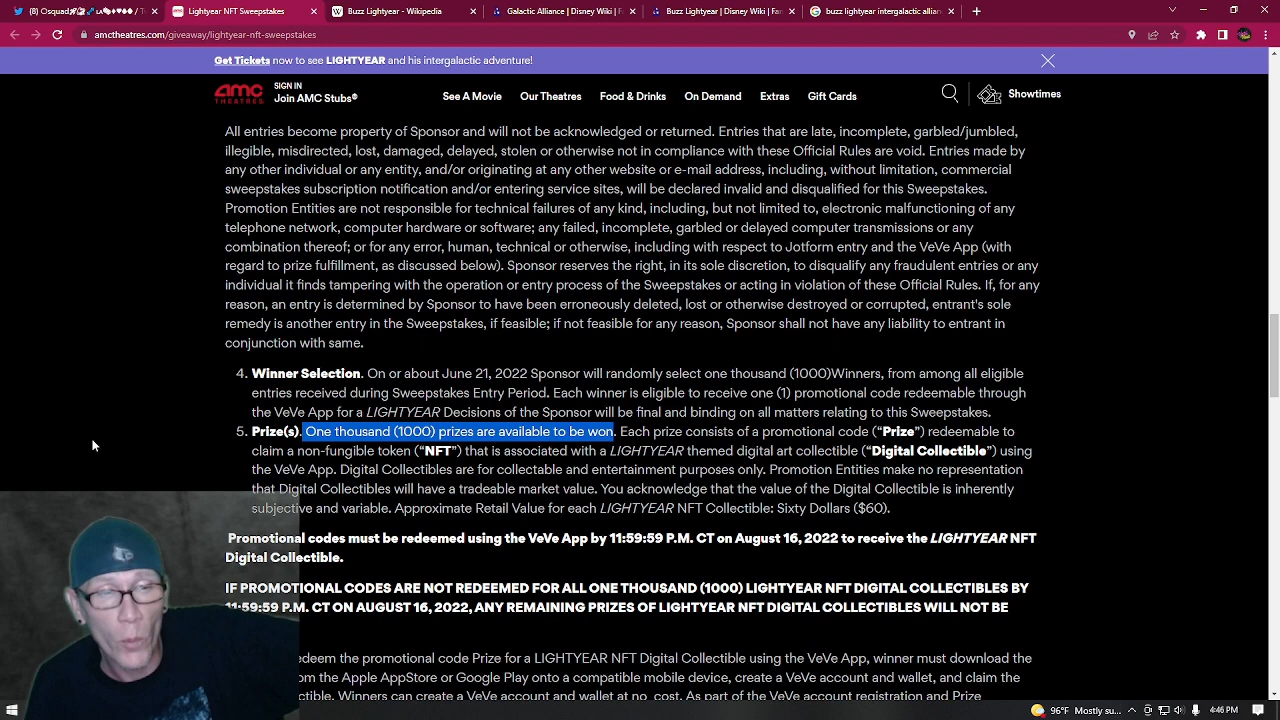 (8) Osquad
Lightyear NFT Sweepstakes
Buzz Lightyear - Wikipedia
Galactic Alliance | Disney Wiki | F
Buzz Lightyear | Disney Wiki | Fan
buzz lightyear intergalactic allian
amctheatres.com/giveaway/lightyear-nft-sweepstakes
Get Tickets now to see LIGHTYEAR and his intergalactic adventure!
amc THEATRES
SIGN IN
Join AMC Stubs®
See A Movie
Our Theatres
Food & Drinks
On Demand
Extras
Gift Cards
Showtimes
All entries become property of Sponsor and will not be acknowledged or returned. Entries that are late, incomplete, garbled/jumbled,
illegible, misdirected, lost, damaged, delayed, stolen or otherwise not in compliance with these Official Rules are void. Entries made by
any other individual or any entity, and/or originating at any other website or e-mail address, including, without limitation, commercial
sweepstakes subscription notification and/or entering service sites, will be declared invalid and disqualified for this Sweepstakes.
Promotion Entities are not responsible for technical failures of any kind, including, but not limited to, electronic malfunctioning of any
telephone network, computer hardware or software; any failed, incomplete, garbled or delayed computer transmissions or any
combination thereof; or for any error, human, technical or otherwise, including with respect to Jotform entry and the VeVe App (with
regard to prize fulfillment, as discussed below). Sponsor reserves the right, in its sole discretion, to disqualify any fraudulent entries or any
individual it finds tampering with the operation or entry process of the Sweepstakes or acting in violation of these Official Rules. If, for any
reason, an entry is determined by Sponsor to have been erroneously deleted, lost or otherwise destroyed or corrupted, entrant's sole
remedy is another entry in the Sweepstakes, if feasible; if not feasible for any reason, Sponsor shall not have any liability to entrant in
conjunction with same.
4. Winner Selection. On or about June 21, 2022 Sponsor will randomly select one thousand (1000)Winners, from among all eligible
entries received during Sweepstakes Entry Period. Each winner is eligible to receive one (1) promotional code redeemable through
the VeVe App for a LIGHTYEAR Decisions of the Sponsor will be final and binding on all matters relating to this Sweepstakes.
5. Prize(s). One thousand (1000) prizes are available to be won. Each prize consists of a promotional code (“Prize”) redeemable to
claim a non-fungible token (“NFT”) that is associated with a LIGHTYEAR themed digital art collectible (“Digital Collectible”) using
the VeVe App. Digital Collectibles are for collectible and entertainment purposes only. Promotion Entities make no representation
that Digital Collectibles will have a tradeable market value. You acknowledge that the value of the Digital Collectible is inherently
subjective and variable. Approximate Retail Value for each LIGHTYEAR NFT Collectible: Sixty Dollars ($60).
Promotional codes must be redeemed using the VeVe App by 11:59:59 P.M. CT on August 16, 2022 to receive the LIGHTYEAR NFT
Digital Collectible.
IF PROMOTIONAL CODES ARE NOT REDEEMED FOR ALL ONE THOUSAND (1000) LIGHTYEAR NFT DIGITAL COLLECTIBLES BY
11:59:59 P.M. CT ON AUGUST 16, 2022, ANY REMAINING PRIZES OF LIGHTYEAR NFT DIGITAL COLLECTIBLES WILL NOT BE
edeem the promotional code Prize for a LIGHTYEAR NFT Digital Collectible using the VeVe App, winner must download the
om the Apple AppStore or Google Play onto a compatible mobile device, create a VeVe account and wallet, and claim the
ctible. Winners can create a VeVe account and wallet at no cost. As part of the VeVe account registration and Prize
96°F Mostly su...
4:46 PM